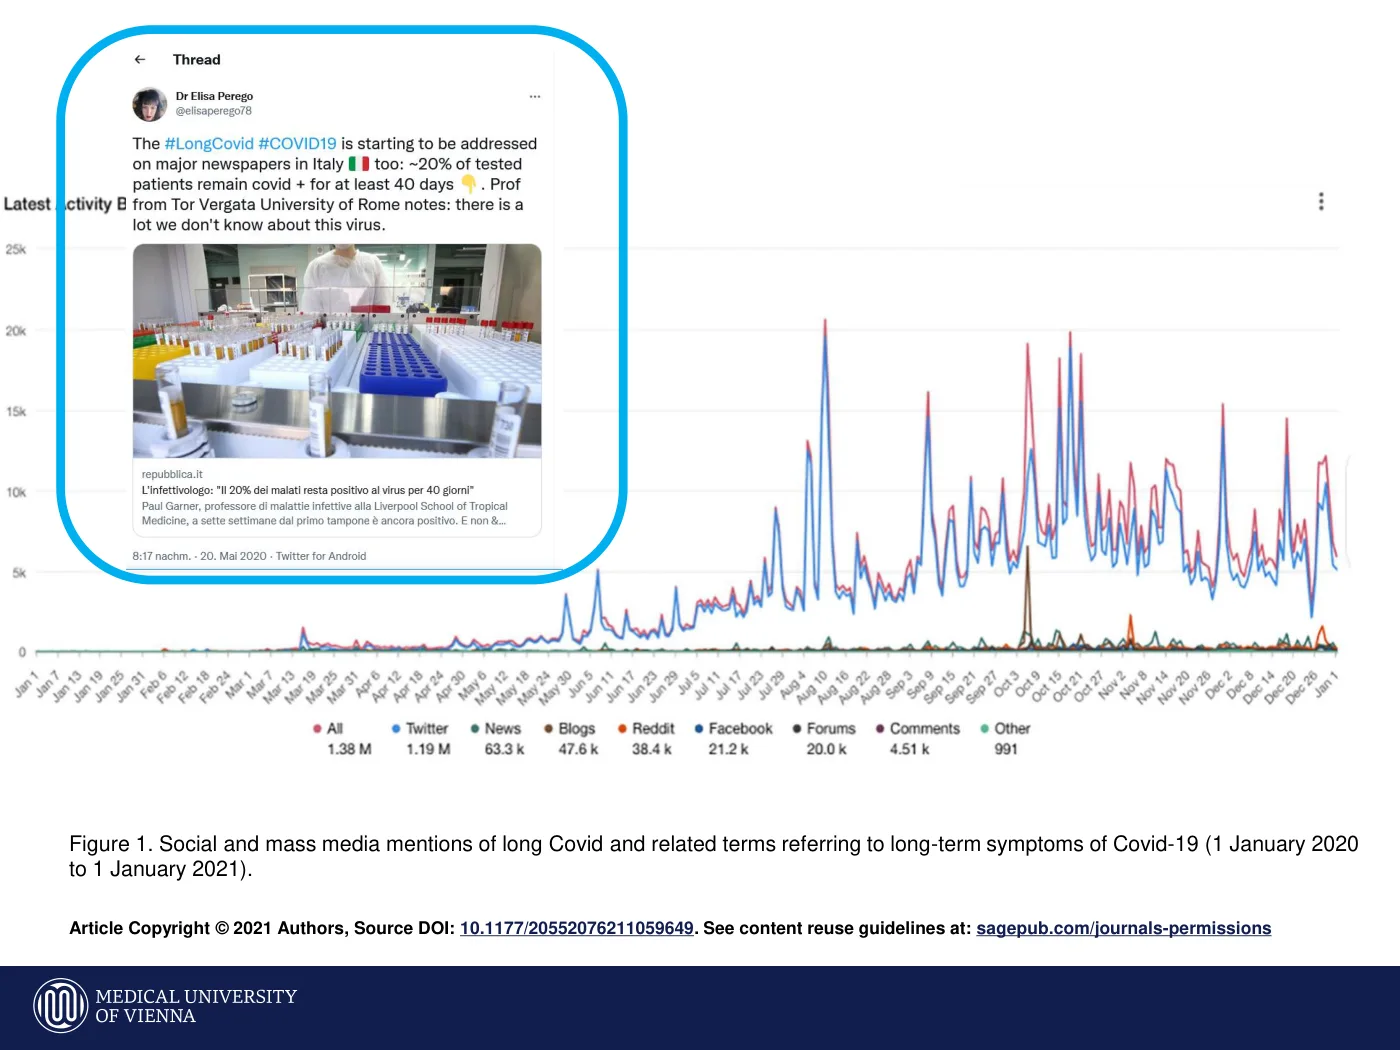 Thread
Dr Elisa Perego
@elisaperego78
The #LongCovid #COVID19 is starting to be addressed
on major newspapers in Italy 🇮🇹 too: ~20% of tested
patients remain covid + for at least 40 days 👇 . Prof
from Tor Vergata University of Rome notes: there is a
lot we don't know about this virus.
repubblica.it
L'infettivologo: "Il 20% dei malati resta positivo al virus per 40 giorni"
Paul Garner, professore di malattie infettive alla Liverpool School of Tropical
Medicine, a sette settimane dal primo tampone è ancora positivo. E non &...
8:17 nachm. · 20. Mai 2020 · Twitter for Android
Latest Activity B
25k
20k
15k
10k
5k
0
Jan 1 Jan 7 Jan 13 Jan 19 Jan 25 Jan 31 Feb 6 Feb 12 Feb 18 Feb 24 Mar 1 Mar 7 Mar 13 Mar 19 Mar 25 Mar 31 Apr 6 Apr 12 Apr 18 Apr 24 Apr 30 May 6 May 12 May 18 May 24 May 30 Jun 5 Jun 11 Jun 17 Jun 23 Jun 29 Jul 5 Jul 11 Jul 17 Jul 23 Jul 29 Aug 4 Aug 10 Aug 16 Aug 22 Aug 28 Sep 3 Sep 9 Sep 15 Sep 21 Sep 27 Oct 3 Oct 9 Oct 15 Oct 21 Oct 27 Nov 2 Nov 8 Nov 14 Nov 20 Nov 26 Dec 2 Dec 8 Dec 14 Dec 20 Dec 26 Jan 1
All Twitter News Blogs Reddit Facebook Forums Comments Other
1.38 M 1.19 M 63.3 k 47.6 k 38.4 k 21.2 k 20.0 k 4.51 k 991
Figure 1. Social and mass media mentions of long Covid and related terms referring to long-term symptoms of Covid-19 (1 January 2020
to 1 January 2021).
Article Copyright © 2021 Authors, Source DOI: 10.1177/20552076211059649. See content reuse guidelines at: sagepub.com/journals-permissions
MEDICAL UNIVERSITY
OF VIENNA